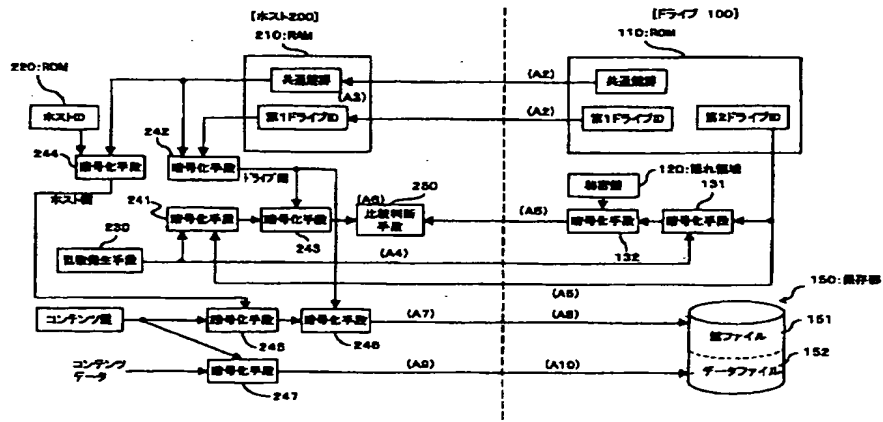 [ホスト200]
[Fライブ 100]
210:RAM
110:ROM
220:ROM
共通鍵群
(A2)
共通鍵群
(A3)
ホストID
第1ドライブID
(A2)
第1ドライブID
第2ドライブID
242
244
暗号化手段
暗号化手段
ドライブ鍵
ホスト鍵
秘密鍵
120:隠れ領域
131
241
暗号化手段
暗号化手段
(A6)
250
比較判断
手段
(A5)
暗号化手段
暗号化手段
230
243
132
乱数発生手段
(A4)
(A5)
150:保存部
コンテンツ鍵
暗号化手段
暗号化手段
(A7)
(A8)
鍵ファイル
151
245
246
152
コンテンツ
データ
暗号化手段
(A9)
(A10)
データファイル
247